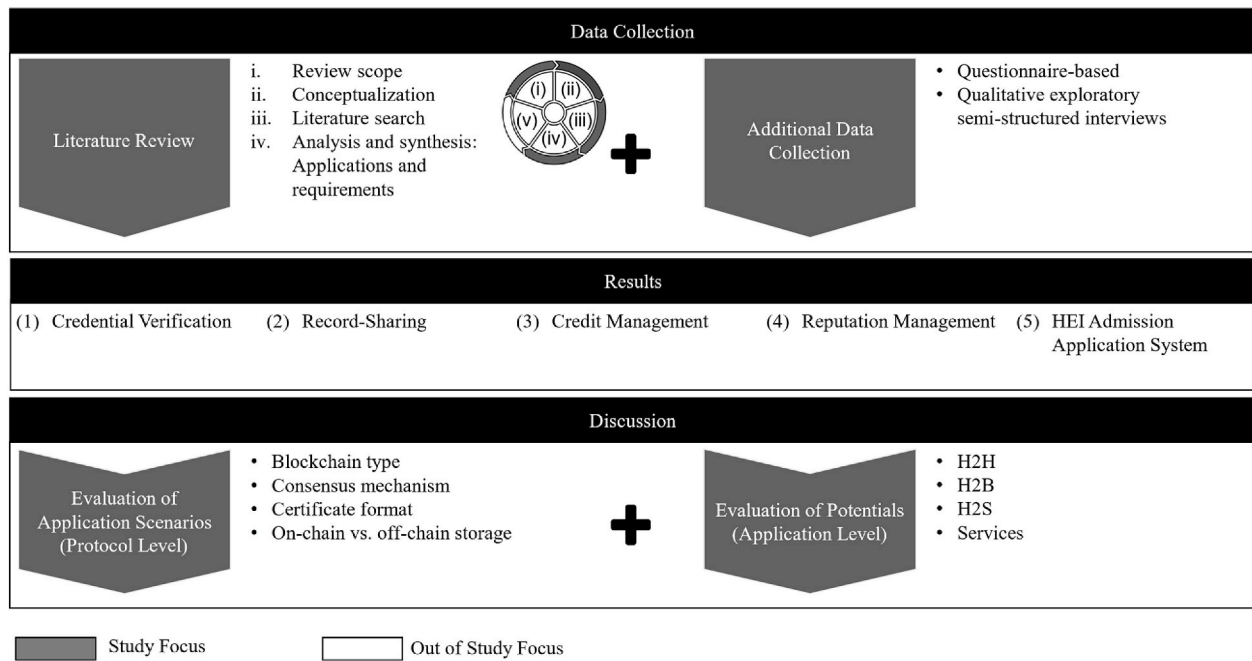 Data Collection
Literature Review
i. Review scope
ii. Conceptualization
iii. Literature search
iv. Analysis and synthesis:
Applications and
requirements
(i)
(ii)
(iii)
(iv)
(v)
Additional Data
Collection
• Questionnaire-based
• Qualitative exploratory
semi-structured interviews
Results
(1) Credential Verification
(2) Record-Sharing
(3) Credit Management
(4) Reputation Management
(5) HEI Admission
Application System
Discussion
Evaluation of
Application Scenarios
(Protocol Level)
• Blockchain type
• Consensus mechanism
• Certificate format
• On-chain vs. off-chain storage
Evaluation of Potentials
(Application Level)
• H2H
• H2B
• H2S
• Services
Study Focus
Out of Study Focus